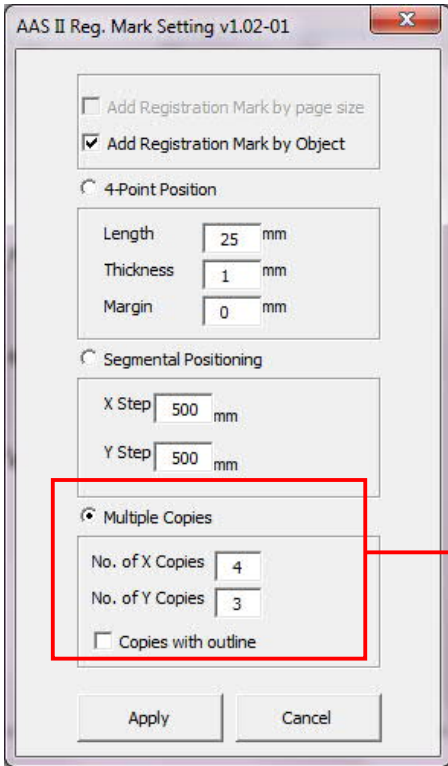 AAS II Reg. Mark Setting v1.02-01
Add Registration Mark by page size
Add Registration Mark by Object
4-Point Position
Length 25 mm
Thickness 1 mm
Margin 0 mm
Segmental Positioning
X Step 500 mm
Y Step 500 mm
Multiple Copies
No. of X Copies 4
No. of Y Copies 3
Copies with outline
Apply Cancel